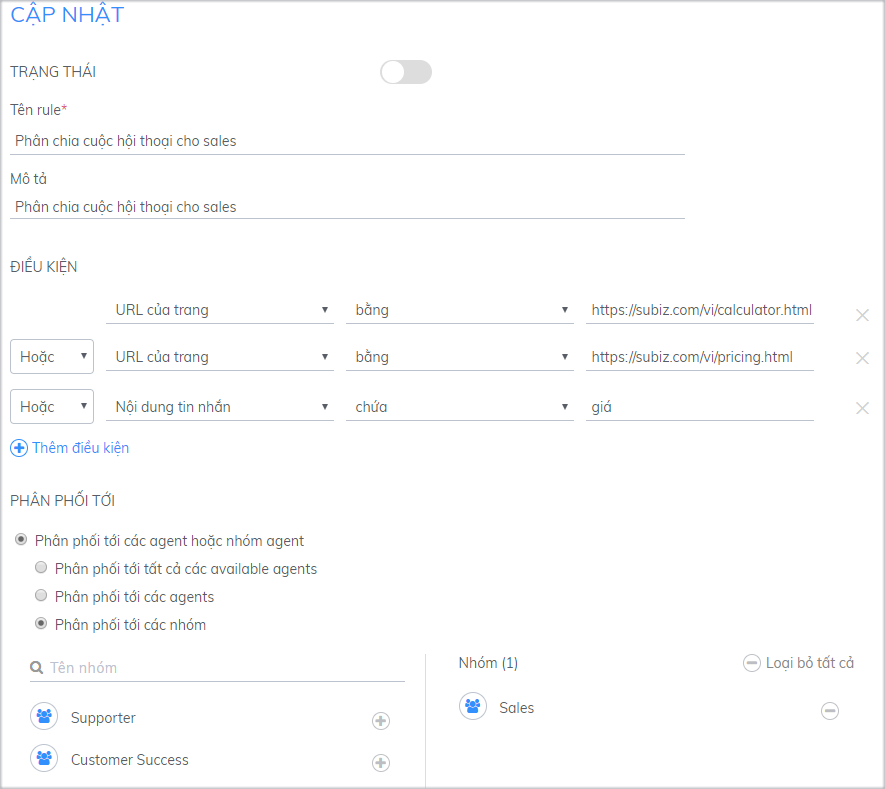 CẬP NHẬT
TRẠNG THÁI
Tên rule*
Phân chia cuộc hội thoại cho sales
Mô tả
Phân chia cuộc hội thoại cho sales
ĐIỀU KIỆN
URL của trang bằng https://subiz.com/vi/calculator.html
Hoặc URL của trang bằng https://subiz.com/vi/pricing.html
Hoặc Nội dung tin nhắn chứa giá
Thêm điều kiện
PHÂN PHỐI TỚI
Phân phối tới các agent hoặc nhóm agent
Phân phối tới tất cả các available agents
Phân phối tới các agents
Phân phối tới các nhóm
Tên nhóm
Supporter
Customer Success
Nhóm (1) Loại bỏ tất cả
Sales